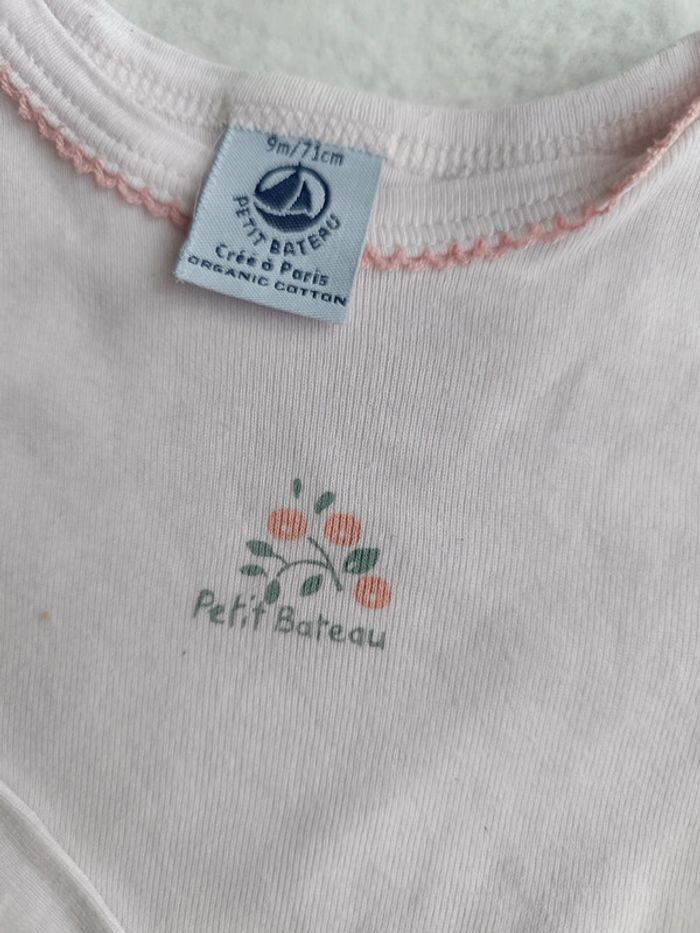 9m/71cm
PETIT BATEAU
Créé à Paris
ORGANIC COTTON
Petit Bateau